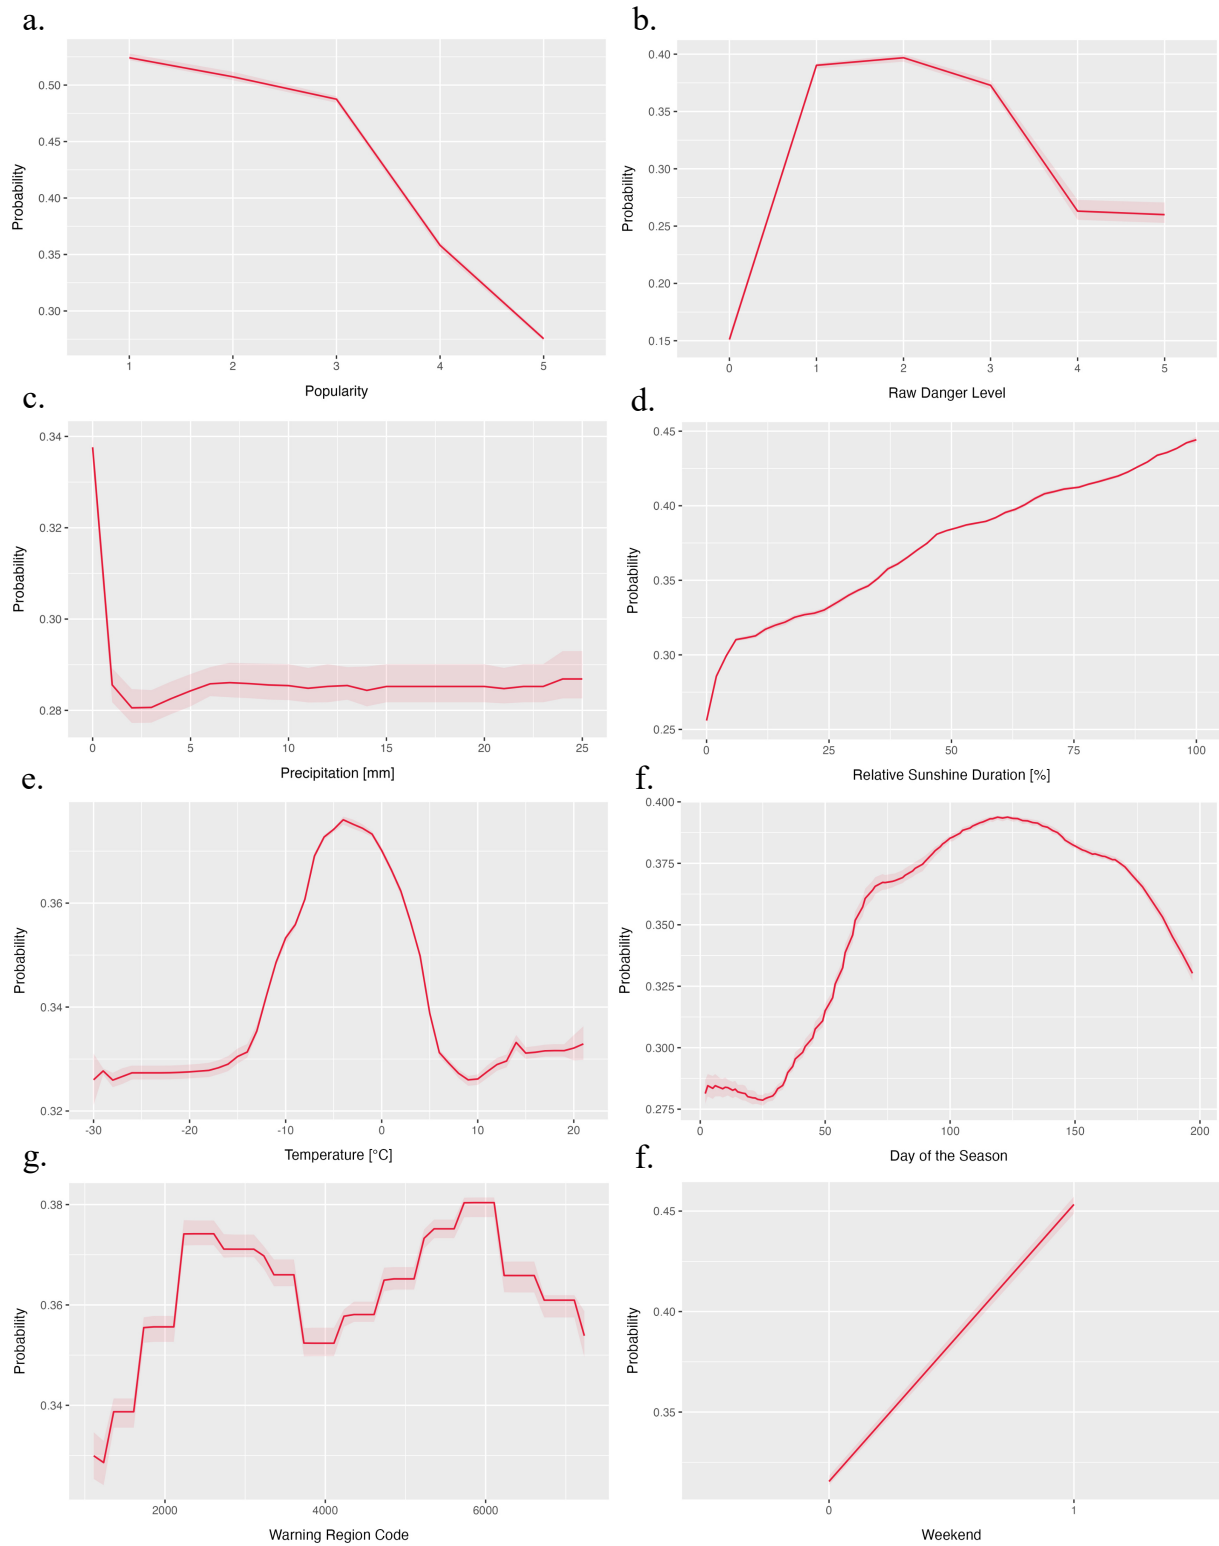 a.
0.50
0.45
0.40
0.35
0.30
Probability
1 2 3 4 5
Popularity
b.
0.40
0.35
0.30
0.25
0.20
0.15
Probability
0 1 2 3 4 5
Raw Danger Level
c.
0.34
0.32
0.30
0.28
Probability
0 5 10 15 20 25
Precipitation [mm]
d.
0.45
0.40
0.35
0.30
0.25
Probability
0 25 50 75 100
Relative Sunshine Duration [%]
e.
0.36
0.34
0.32
Probability
-30 -20 -10 0 10 20
Temperature [°C]
f.
0.400
0.375
0.350
0.325
0.300
0.275
Probability
0 50 100 150 200
Day of the Season
g.
0.38
0.36
0.34
Probability
2000 4000 6000
Warning Region Code
f.
0.45
0.40
0.35
Probability
0 1
Weekend